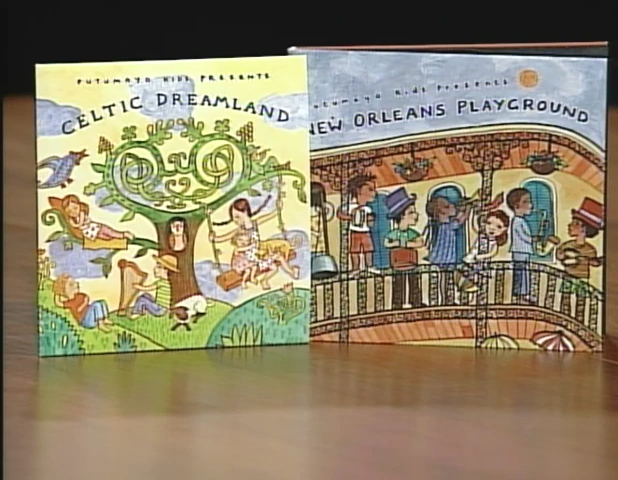 PUTUMAYO KIDS PRESENTS
CELTIC DREAMLAND
Putumayo Kids Presents
NEW ORLEANS PLAYGROUND